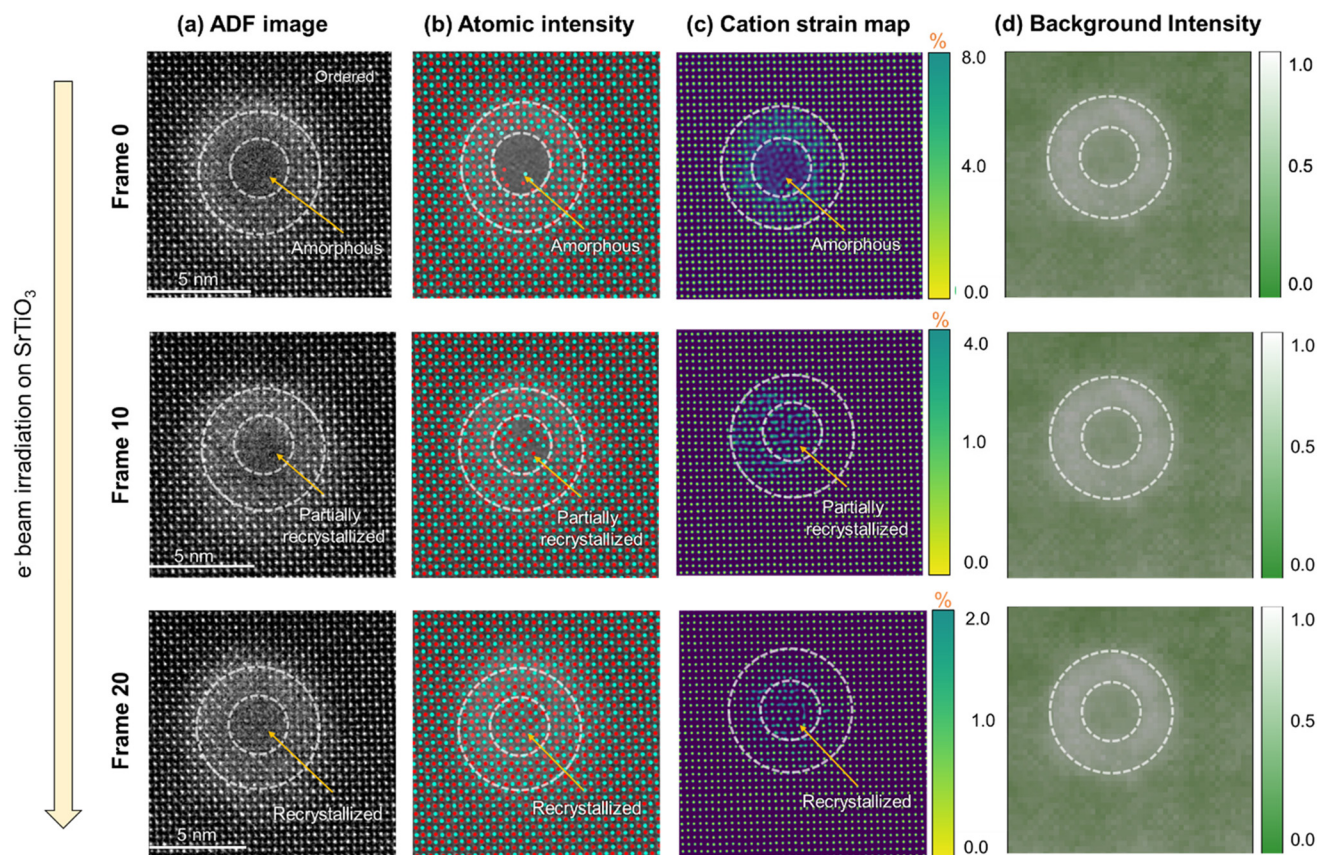 (a) ADF image
(b) Atomic intensity
(c) Cation strain map
(d) Background Intensity
e- beam irradiation on SrTiO3
Frame 0
Ordered
Amorphous
5 nm
Amorphous
Amorphous
%
8.0
4.0
0.0
1.0
0.5
0.0
Frame 10
Partially
recrystallized
5 nm
Partially
recrystallized
Partially
recrystallized
%
4.0
1.0
0.0
1.0
0.5
0.0
Frame 20
Recrystallized
5 nm
Recrystallized
Recrystallized
%
2.0
1.0
0.0
1.0
0.5
0.0